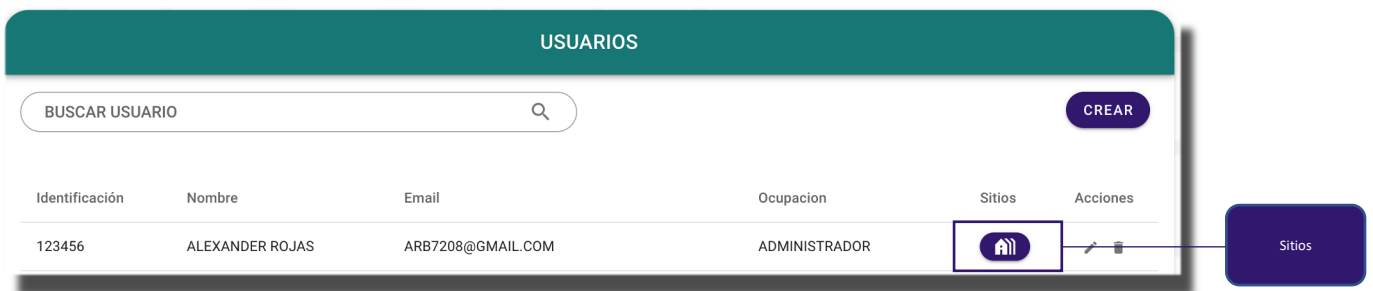 USUARIOS
BUSCAR USUARIO
CREAR
Identificación Nombre Email Ocupacion Sitios Acciones
123456 ALEXANDER ROJAS ARB7208@GMAIL.COM ADMINISTRADOR
Sitios